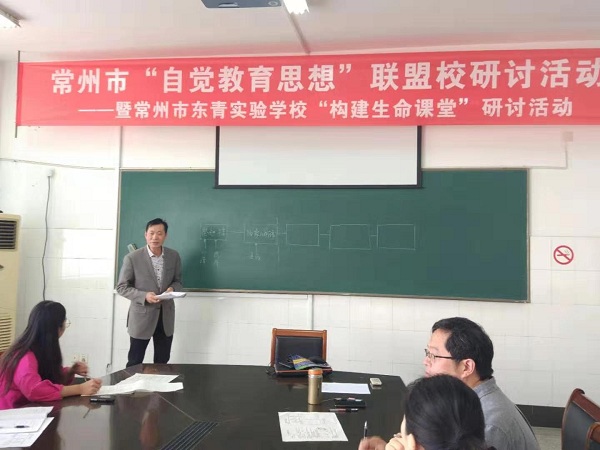 常州市“自觉教育思想”联盟校研讨活动
——暨常州市东青实验学校“构建生命课堂”研讨活动